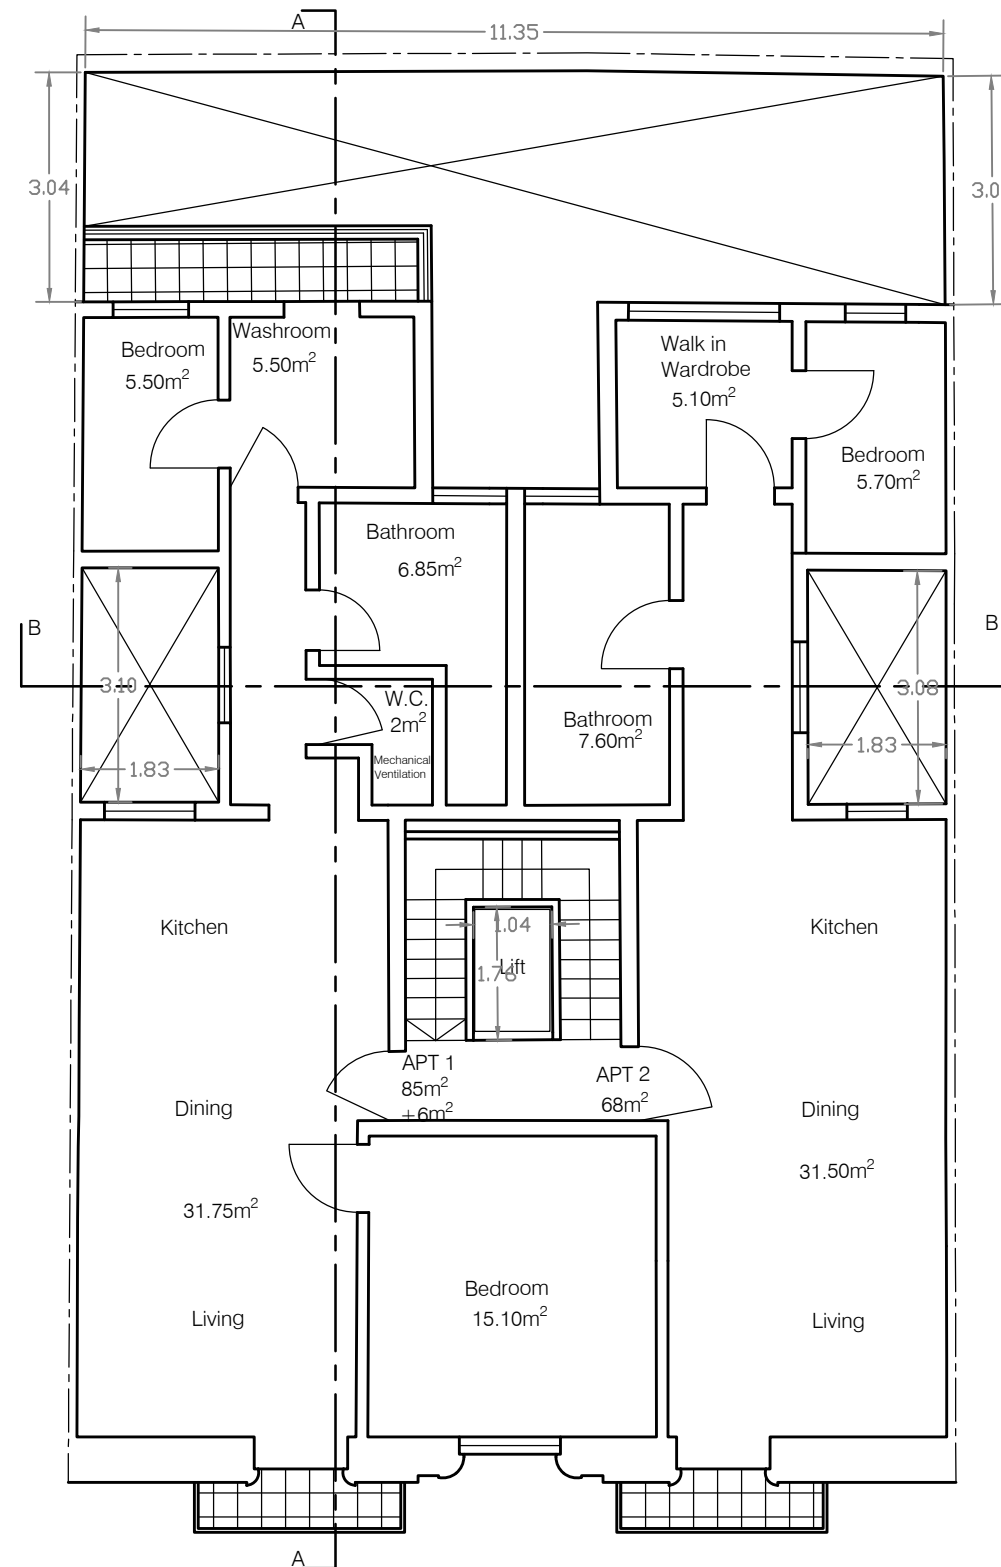 A
11.35
3.04
3.0
Washroom
5.50m²
Bedroom
5.50m²
Walk in
Wardrobe
5.10m²
Bedroom
5.70m²
Bathroom
6.85m²
B
B
3.10
1.83
W.C.
2m²
Mechanical
Ventilation
Bathroom
7.60m²
3.08
1.83
Kitchen
1.04
1.76
Lift
Kitchen
APT 1
85m²
+6m²
APT 2
68m²
Dining
Dining
31.75m²
31.50m²
Bedroom
15.10m²
Living
Living
A